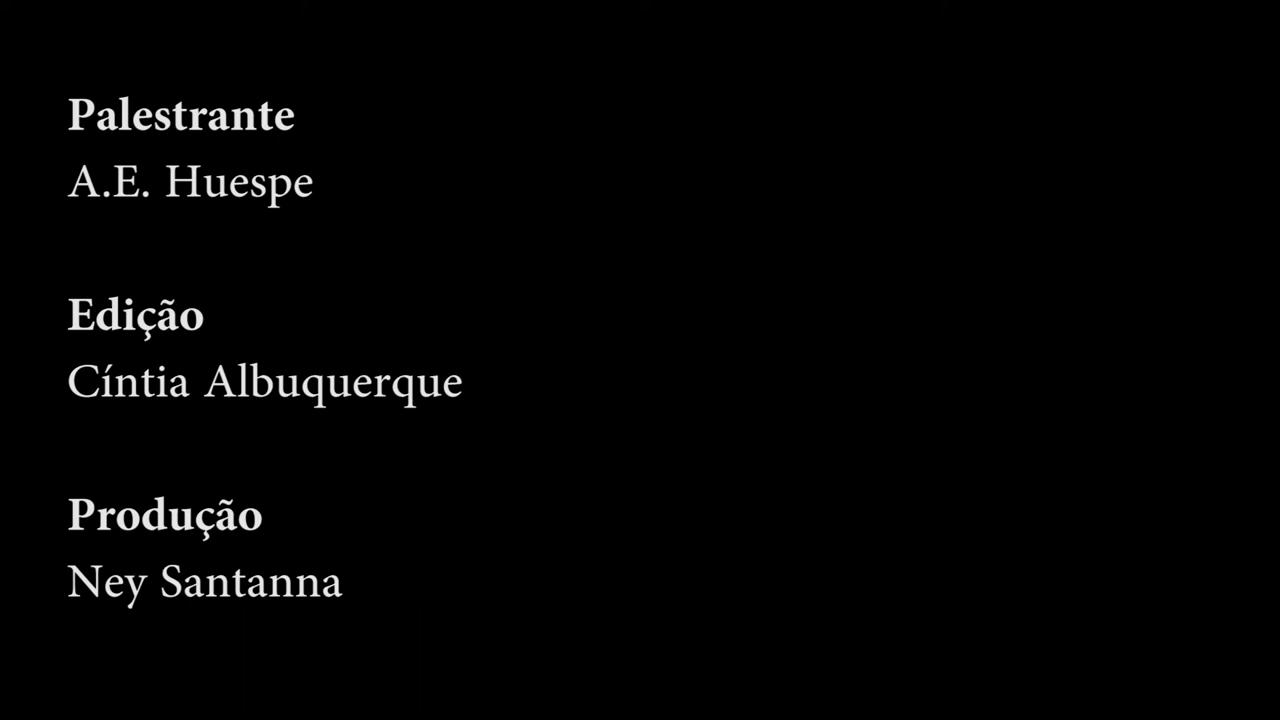 Palestrante
A.E. Huespe
Edição
Cíntia Albuquerque
Produção
Ney Santanna